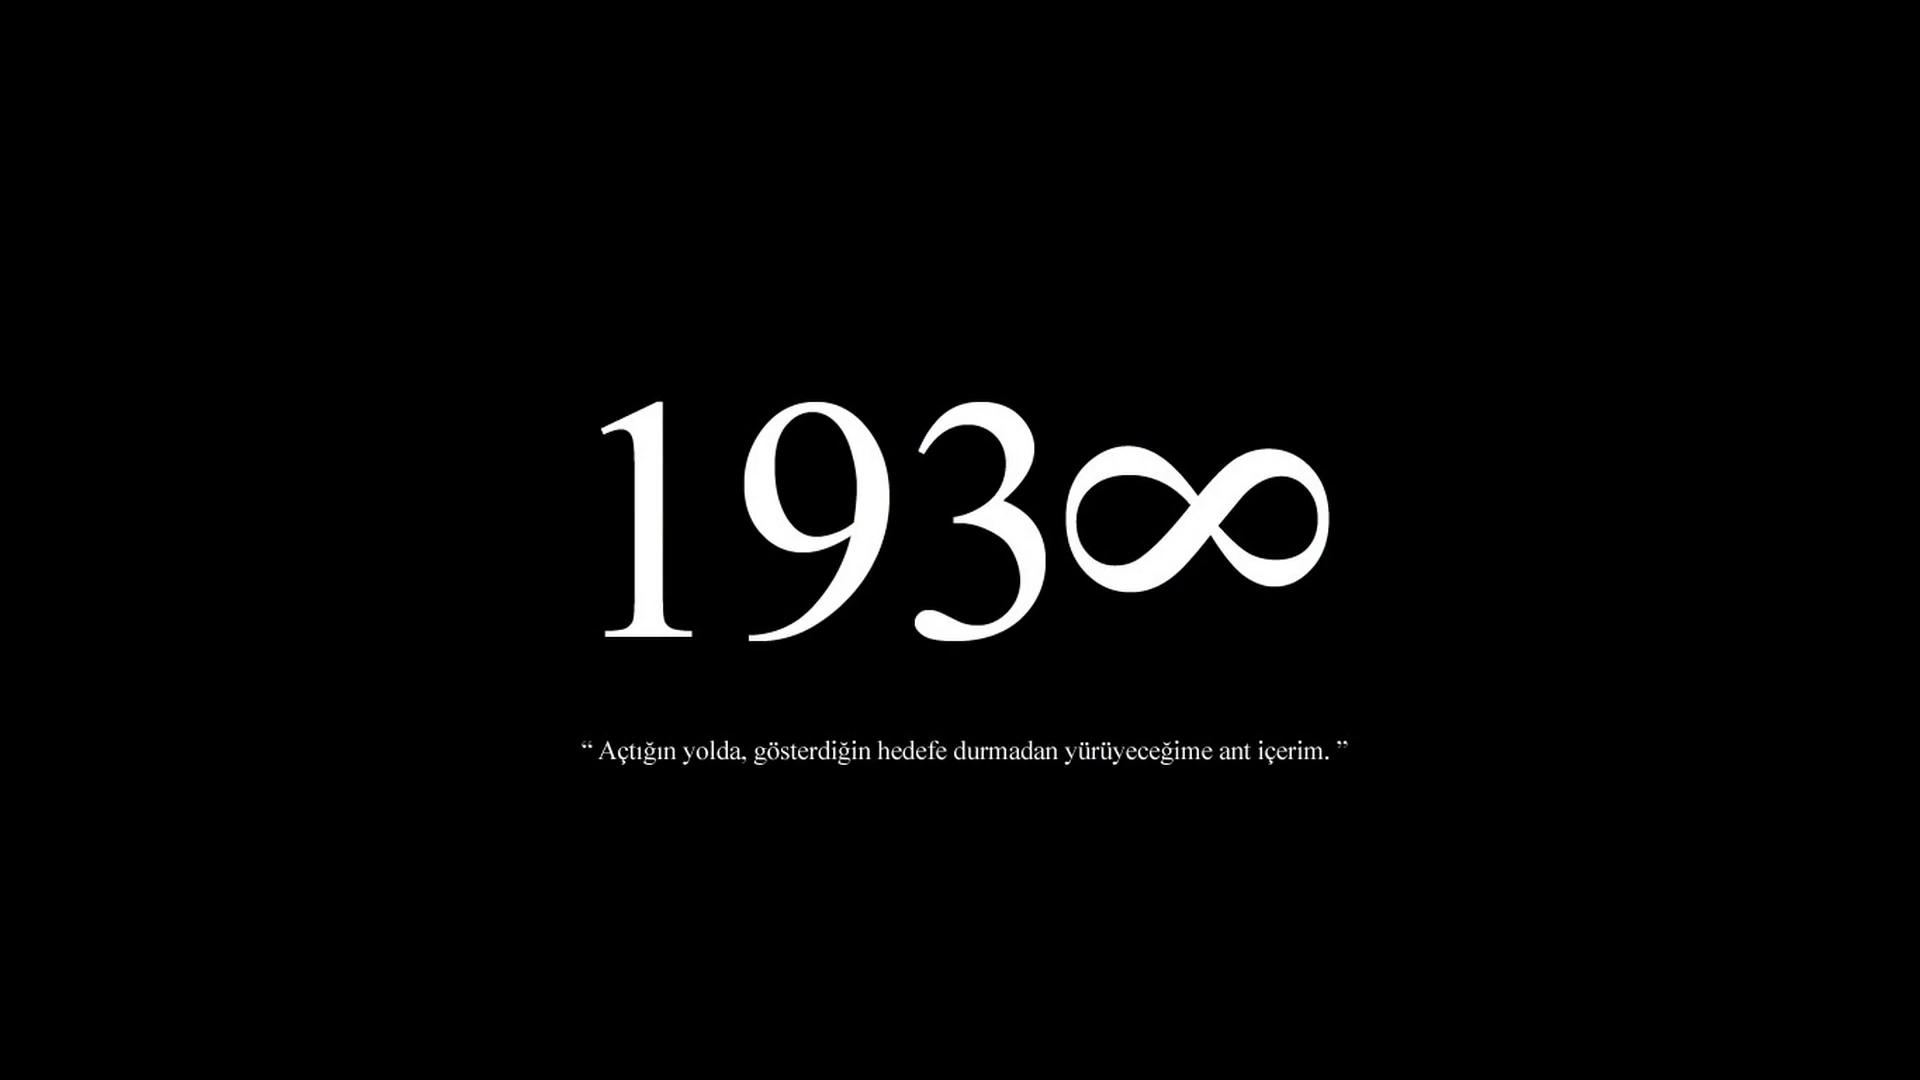 193∞
“ Açtığın yolda, gösterdiğin hedefe durmadan yürüyeceğime ant içerim. ”